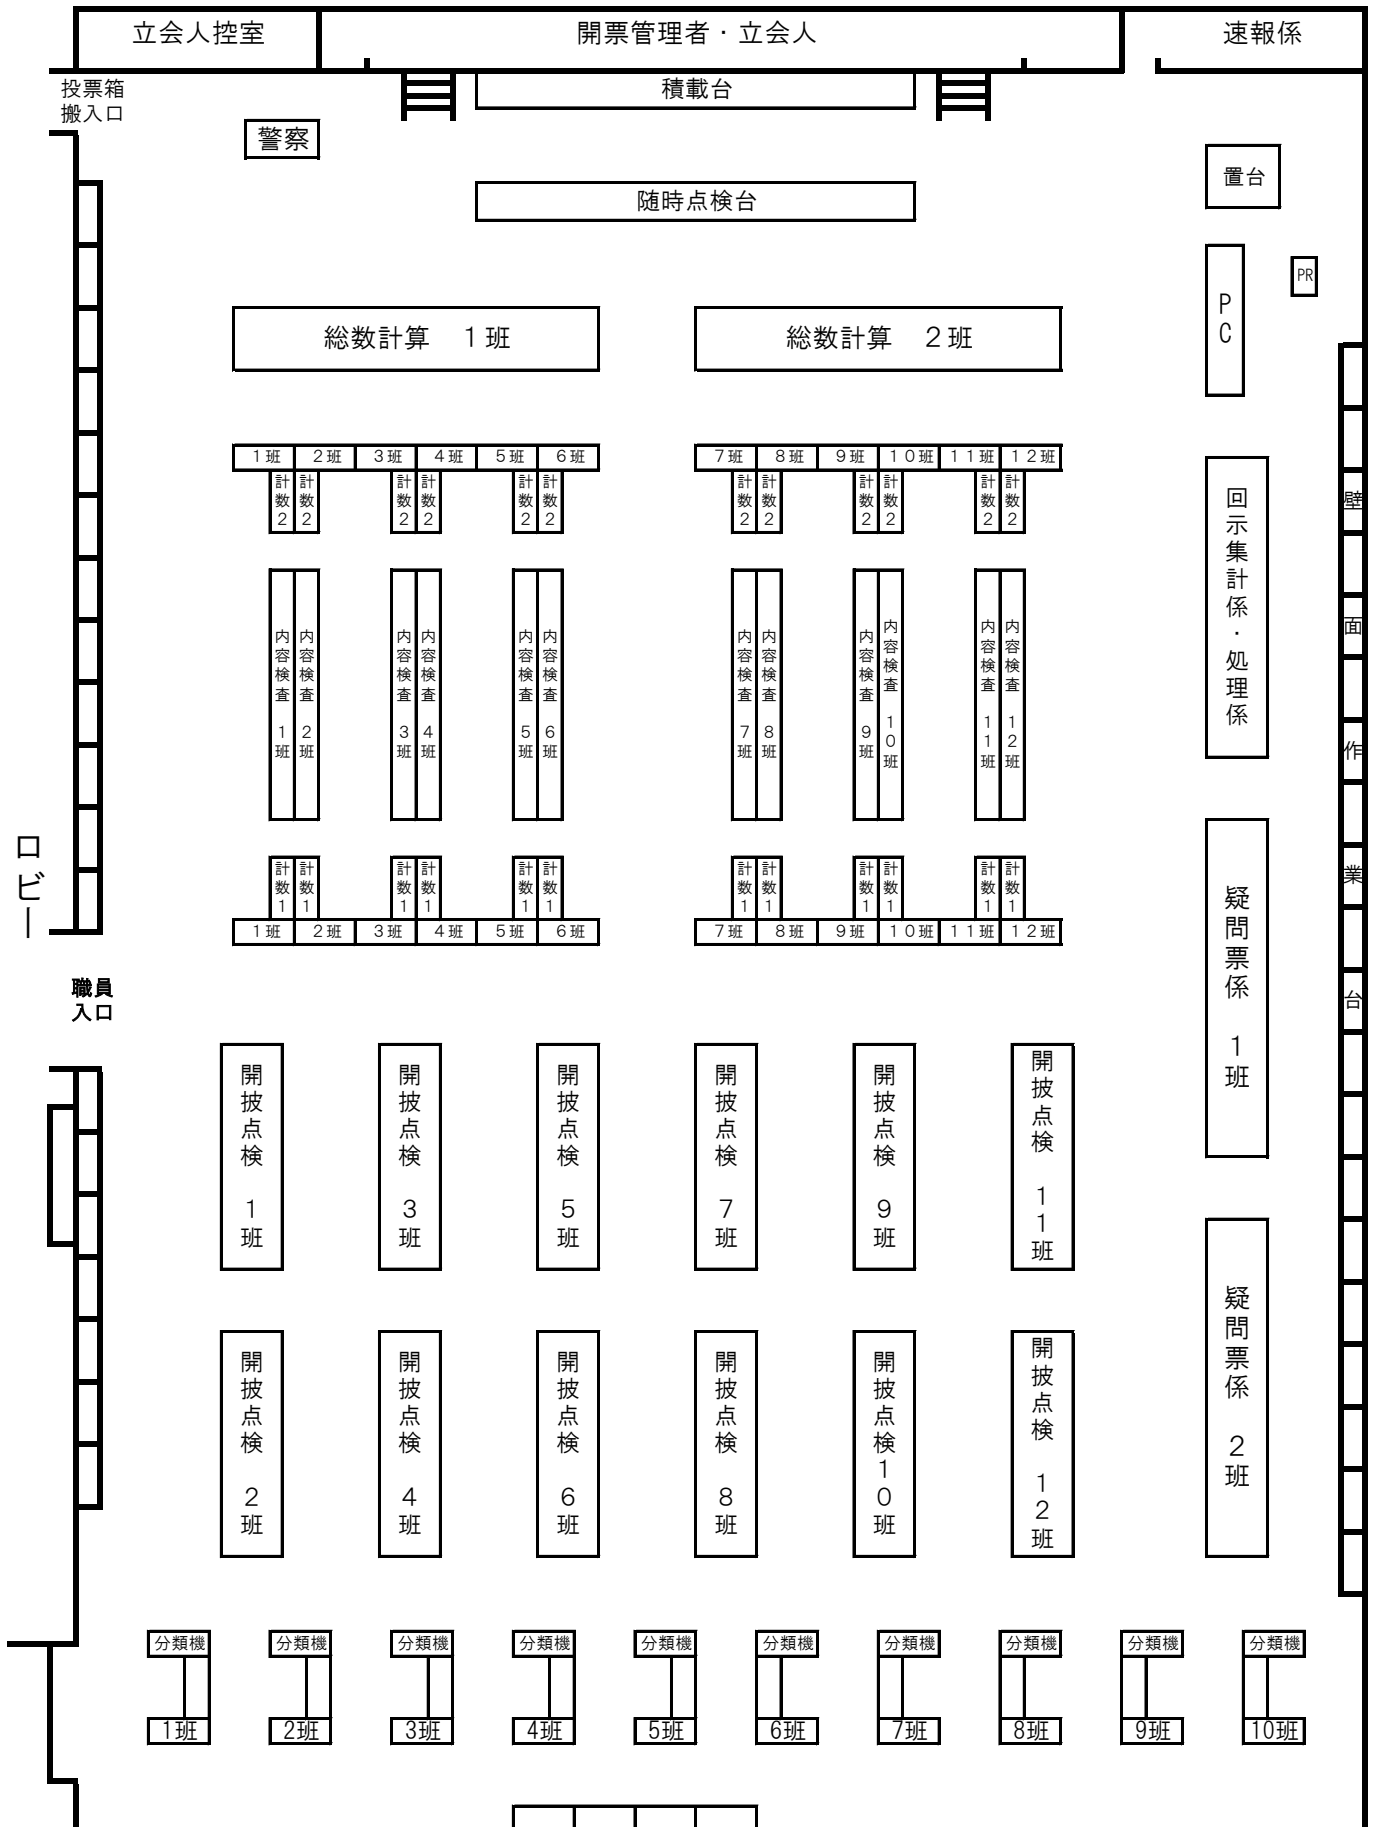 立会人控室
開票管理者・立会人
速報係
投票箱
搬入口
積載台
警察
置台
随時点検台
PR
PC
総数計算　１班
総数計算　２班
１班
２班
３班
４班
５班
６班
７班
８班
９班
１０班
１１班
１２班
計数２
計数２
計数２
計数２
計数２
計数２
計数２
計数２
計数２
計数２
計数２
計数２
回示集計係・処理係
壁面作業台
内容検査　１班
内容検査　２班
内容検査　３班
内容検査　４班
内容検査　５班
内容検査　６班
内容検査　７班
内容検査　８班
内容検査　９班
内容検査　１０班
内容検査　１１班
内容検査　１２班
ロビー
計数１
計数１
計数１
計数１
計数１
計数１
計数１
計数１
計数１
計数１
計数１
計数１
１班
２班
３班
４班
５班
６班
７班
８班
９班
１０班
１１班
１２班
疑問票係　１班
職員
入口
開披点検　１班
開披点検　３班
開披点検　５班
開披点検　７班
開披点検　９班
開披点検　１１班
疑問票係　２班
開披点検　２班
開披点検　４班
開披点検　６班
開披点検　８班
開披点検１０班
開披点検　１２班
分類機
分類機
分類機
分類機
分類機
分類機
分類機
分類機
分類機
分類機
1班
2班
3班
4班
5班
6班
7班
8班
9班
10班